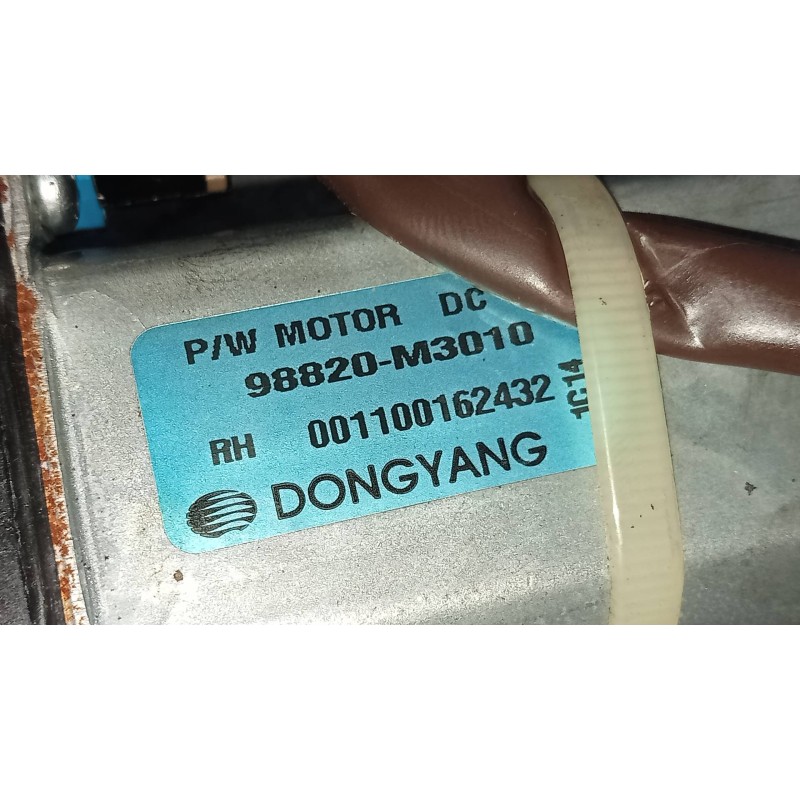 P/W MOTOR DC
98820-M3010
RH 001100162432
1C14
DONGYANG